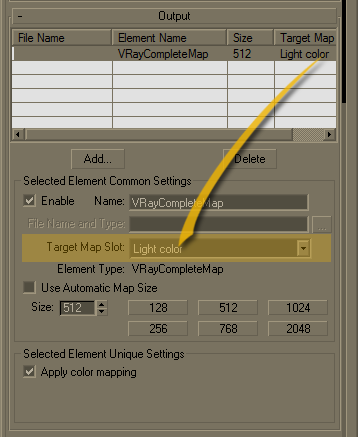 - Output
File Name Element Name Size Target Map
VRayCompleteMap 512 Light color
Add... Delete
Selected Element Common Settings
Enable Name: VRayCompleteMap
File Name and Type: ...
Target Map Slot: Light color
Element Type: VRayCompleteMap
Use Automatic Map Size
Size: 512 128 512 1024
256 768 2048
Selected Element Unique Settings
Apply color mapping